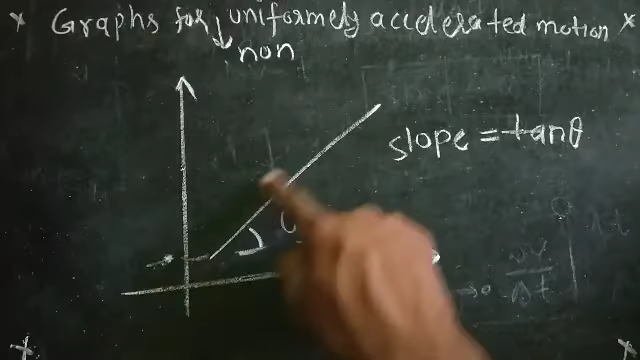 Graphs for uniformely accelerated motion
non
slope = tanθ